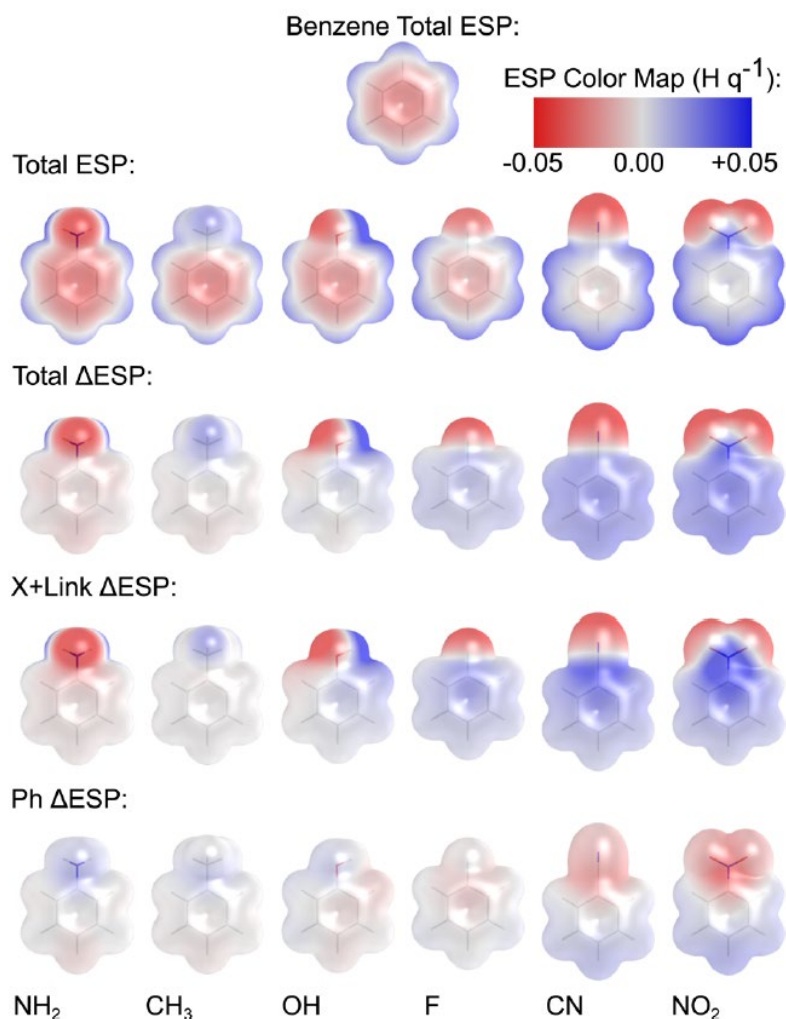 Benzene Total ESP:
ESP Color Map (H q⁻¹):
-0.05 0.00 +0.05
Total ESP:
Total ΔESP:
X+Link ΔESP:
Ph ΔESP:
NH₂ CH₃ OH F CN NO₂